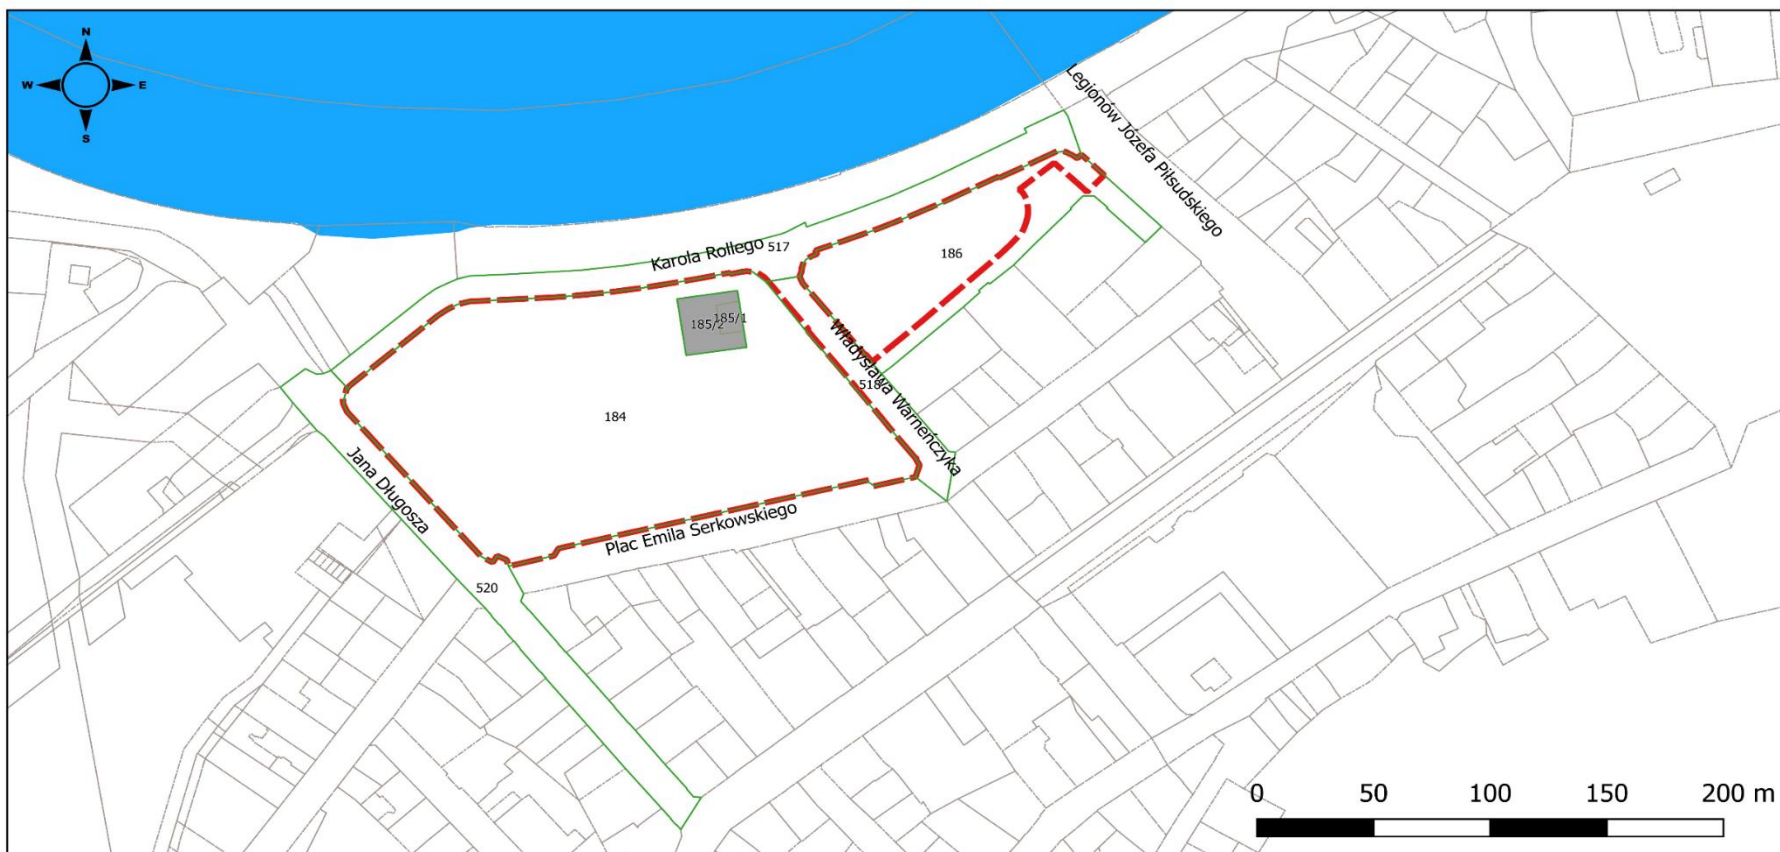 N
W E
S
Legionów Józefa Piłsudskiego
Karola Rollego
517
186
185/2
185/1
Władysława Warneńczyka
518
184
Jana Długosza
Plac Emila Serkowskiego
520
0 50 100 150 200 m